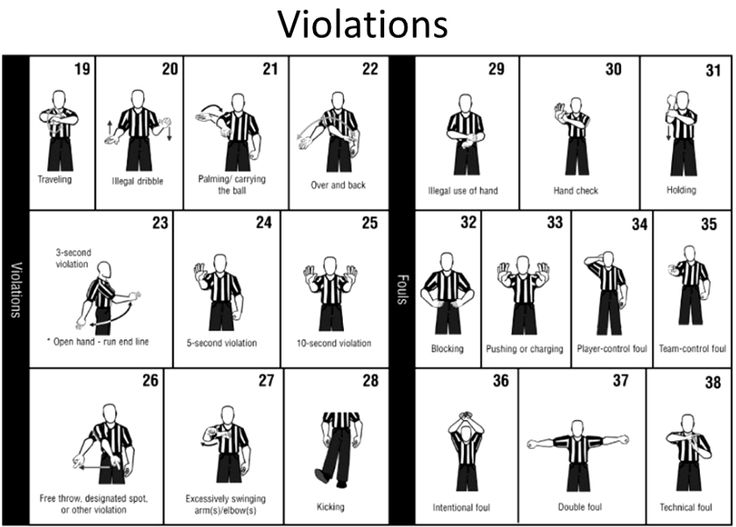 Violations
Violations
19
Traveling
20
Illegal dribble
21
Palming/ carrying
the ball
22
Over and back
23
3-second
violation
* Open hand - run end line
24
5-second violation
25
10-second violation
26
Free throw, designated spot,
or other violation
27
Excessively swinging
arm(s)/elbow(s)
28
Kicking
Fouls
29
Illegal use of hand
30
Hand check
31
Holding
32
Blocking
33
Pushing or charging
34
Player-control foul
35
Team-control foul
36
Intentional foul
37
Double foul
38
Technical foul